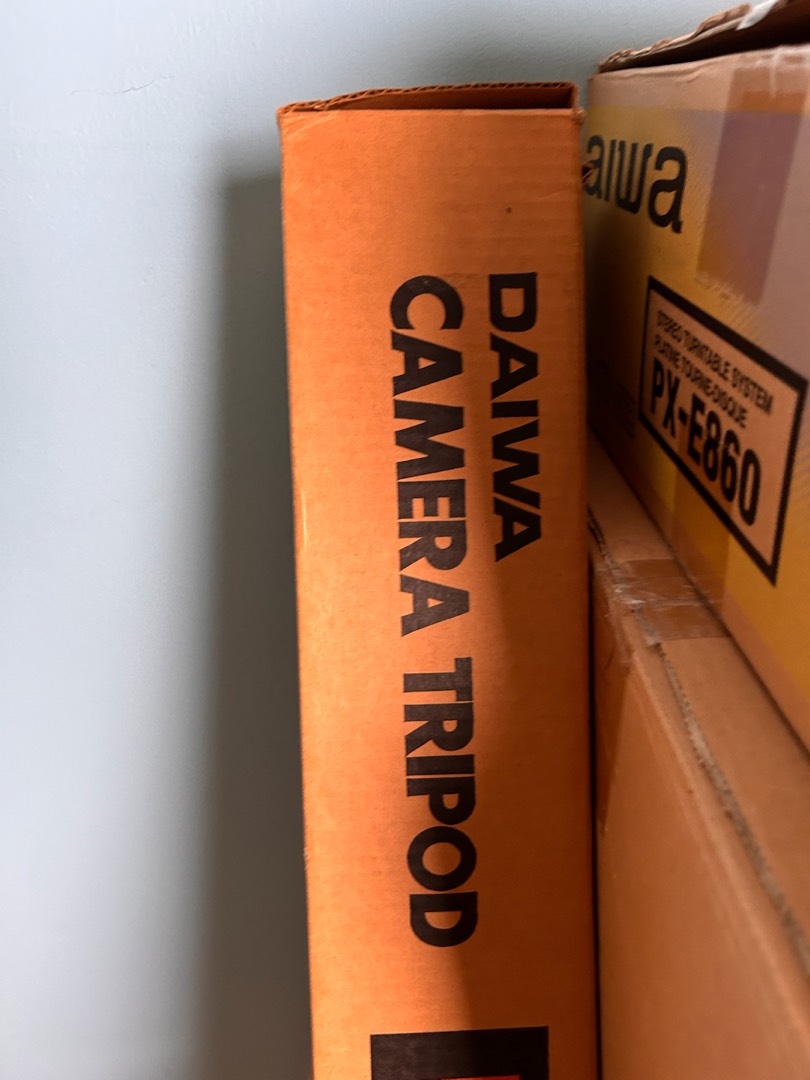 DAIWA
CAMERA TRIPOD
aiwa
STEREO TURNTABLE SYSTEM
PLATINE TOURNE-DISQUE
PX-E860